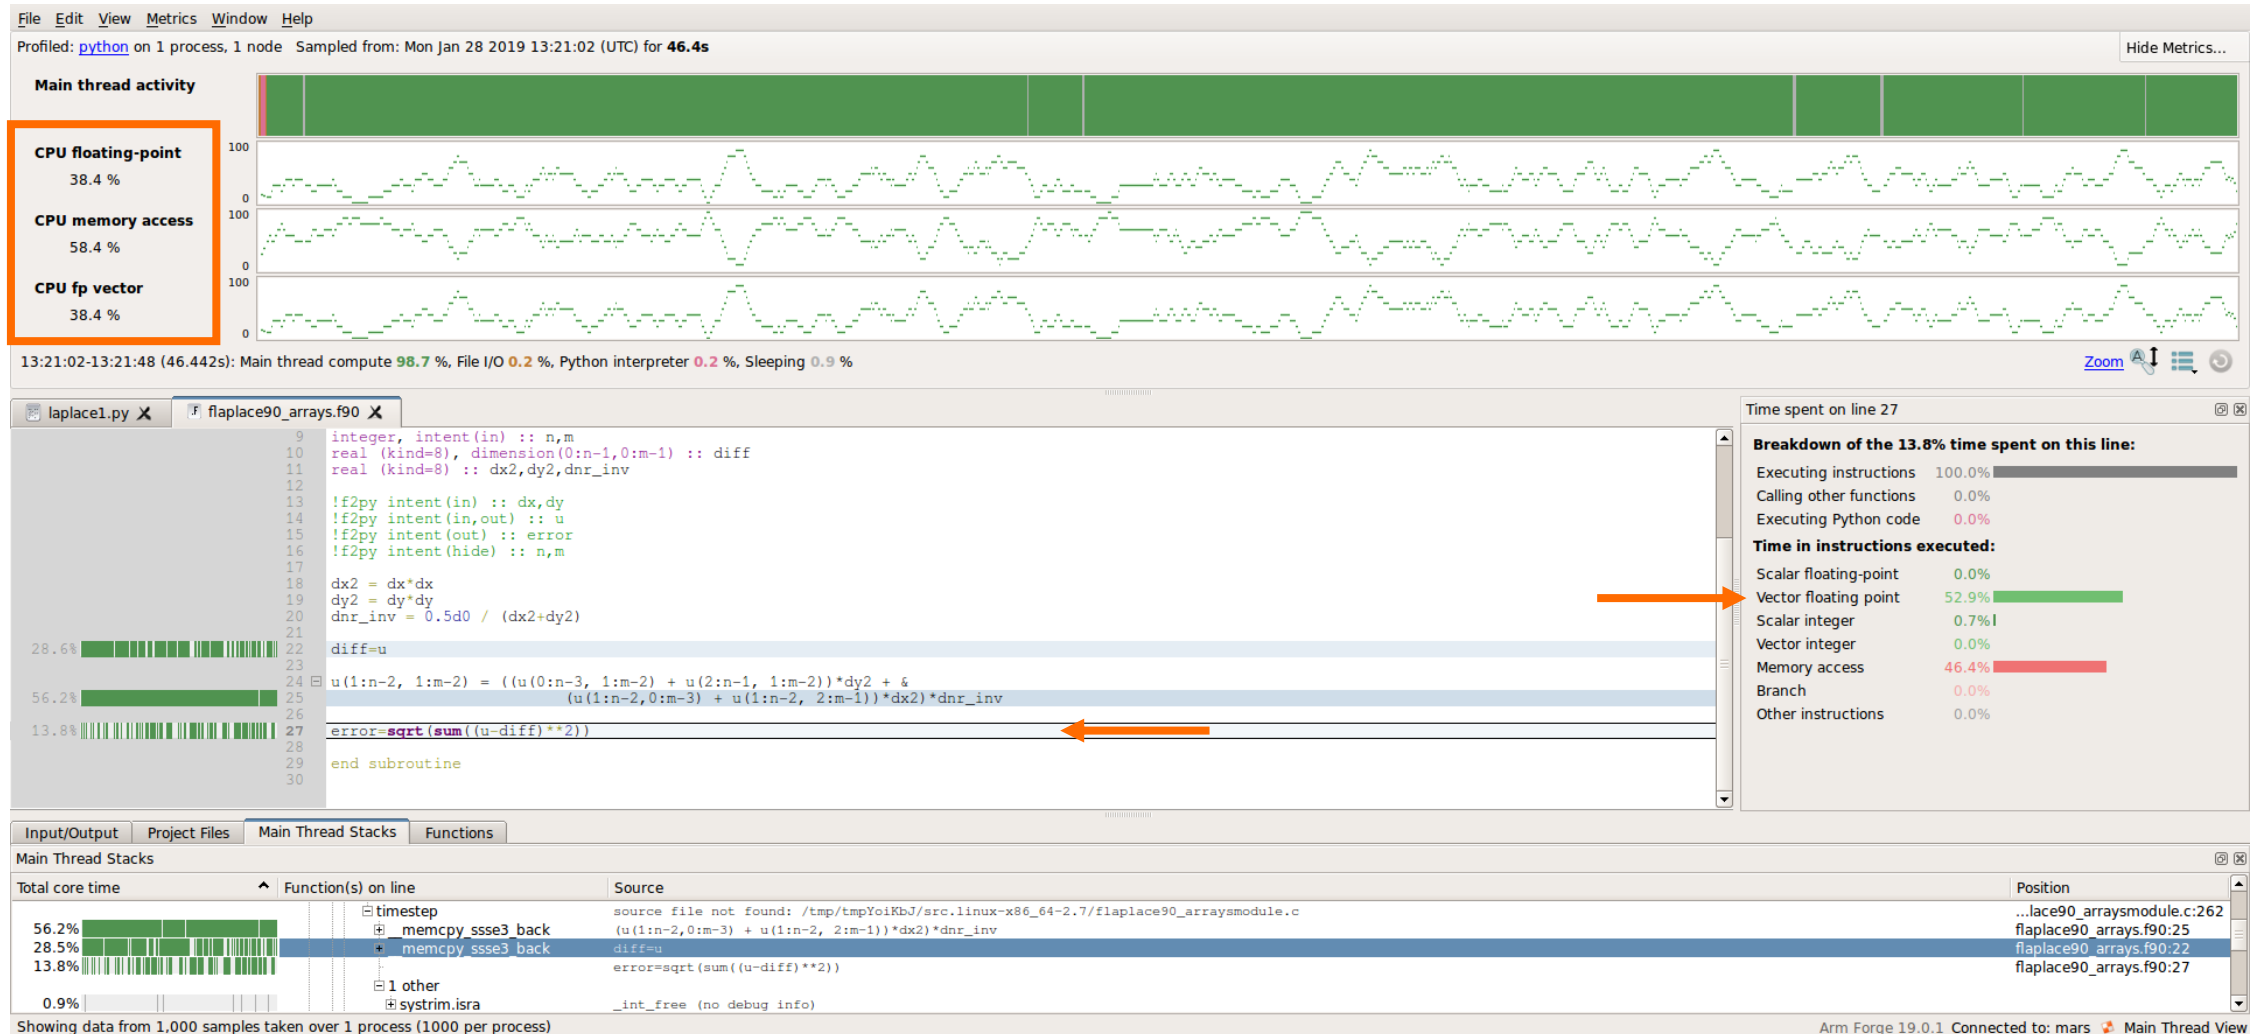 File Edit View Metrics Window Help
Profiled: python on 1 process, 1 node Sampled from: Mon Jan 28 2019 13:21:02 (UTC) for 46.4s
Hide Metrics...
Main thread activity
CPU floating-point
38.4 %
100
0
CPU memory access
58.4 %
100
0
CPU fp vector
38.4 %
100
0
13:21:02-13:21:48 (46.442s): Main thread compute 98.7 %, File I/O 0.2 %, Python interpreter 0.2 %, Sleeping 0.9 %
Zoom
laplace1.py
flaplace90_arrays.f90
9 integer, intent(in) :: n,m
10 real (kind=8), dimension(0:n-1,0:m-1) :: diff
11 real (kind=8) :: dx2,dy2,dnr_inv
12
13 !f2py intent(in) :: dx,dy
14 !f2py intent(in,out) :: u
15 !f2py intent(out) :: error
16 !f2py intent(hide) :: n,m
17
18 dx2 = dx*dx
19 dy2 = dy*dy
20 dnr_inv = 0.5d0 / (dx2+dy2)
21
28.6% 22 diff=u
23
24 u(1:n-2, 1:m-2) = ((u(0:n-3, 1:m-2) + u(2:n-1, 1:m-2))*dy2 + &
56.2% 25 (u(1:n-2,0:m-3) + u(1:n-2, 2:m-1))*dx2)*dnr_inv
26
13.8% 27 error=sqrt(sum((u-diff)**2))
28
29 end subroutine
30
Time spent on line 27
Breakdown of the 13.8% time spent on this line:
Executing instructions 100.0%
Calling other functions 0.0%
Executing Python code 0.0%
Time in instructions executed:
Scalar floating-point 0.0%
Vector floating point 52.9%
Scalar integer 0.7%
Vector integer 0.0%
Memory access 46.4%
Branch 0.0%
Other instructions 0.0%
Input/Output Project Files Main Thread Stacks Functions
Main Thread Stacks
Total core time Function(s) on line Source Position
timestep source file not found: /tmp/tmpYoiKbJ/src.linux-x86_64-2.7/flaplace90_arraysmodule.c ...lace90_arraysmodule.c:262
56.2% __memcpy_ssse3_back (u(1:n-2,0:m-3) + u(1:n-2, 2:m-1))*dx2)*dnr_inv flaplace90_arrays.f90:25
28.5% __memcpy_ssse3_back diff=u flaplace90_arrays.f90:22
13.8% error=sqrt(sum((u-diff)**2)) flaplace90_arrays.f90:27
1 other
0.9% systrim.isra _int_free (no debug info)
Showing data from 1,000 samples taken over 1 process (1000 per process)
Arm Forge 19.0.1 Connected to: mars Main Thread View